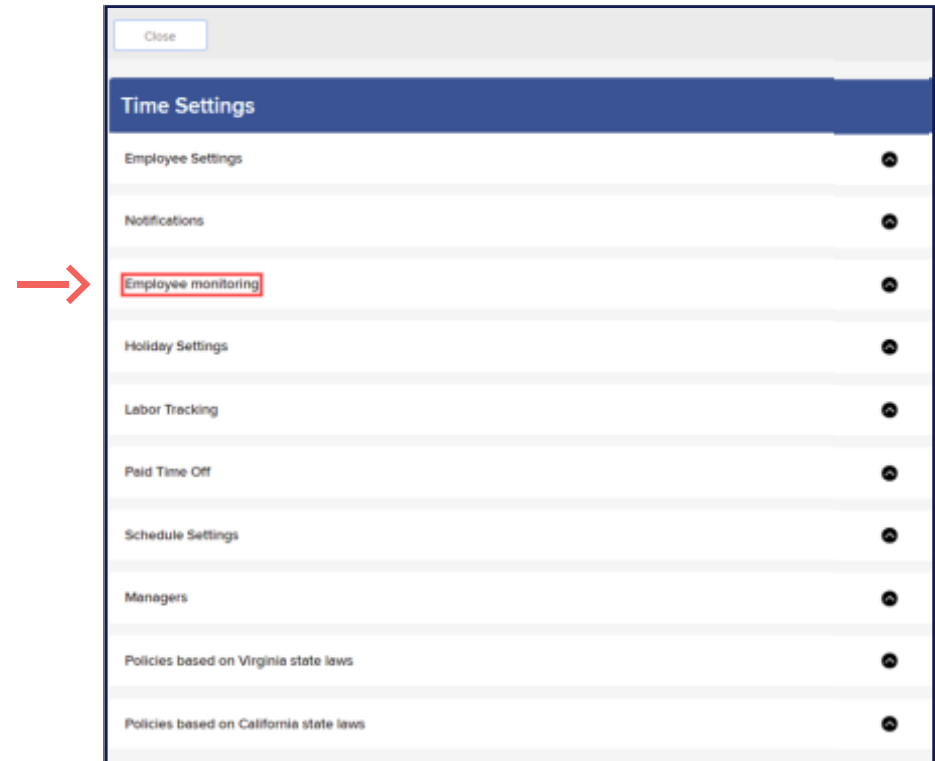 Close
Time Settings
Employee Settings
Notifications
Employee monitoring
Holiday Settings
Labor Tracking
Paid Time Off
Schedule Settings
Managers
Policies based on Virginia state laws
Policies based on California state laws